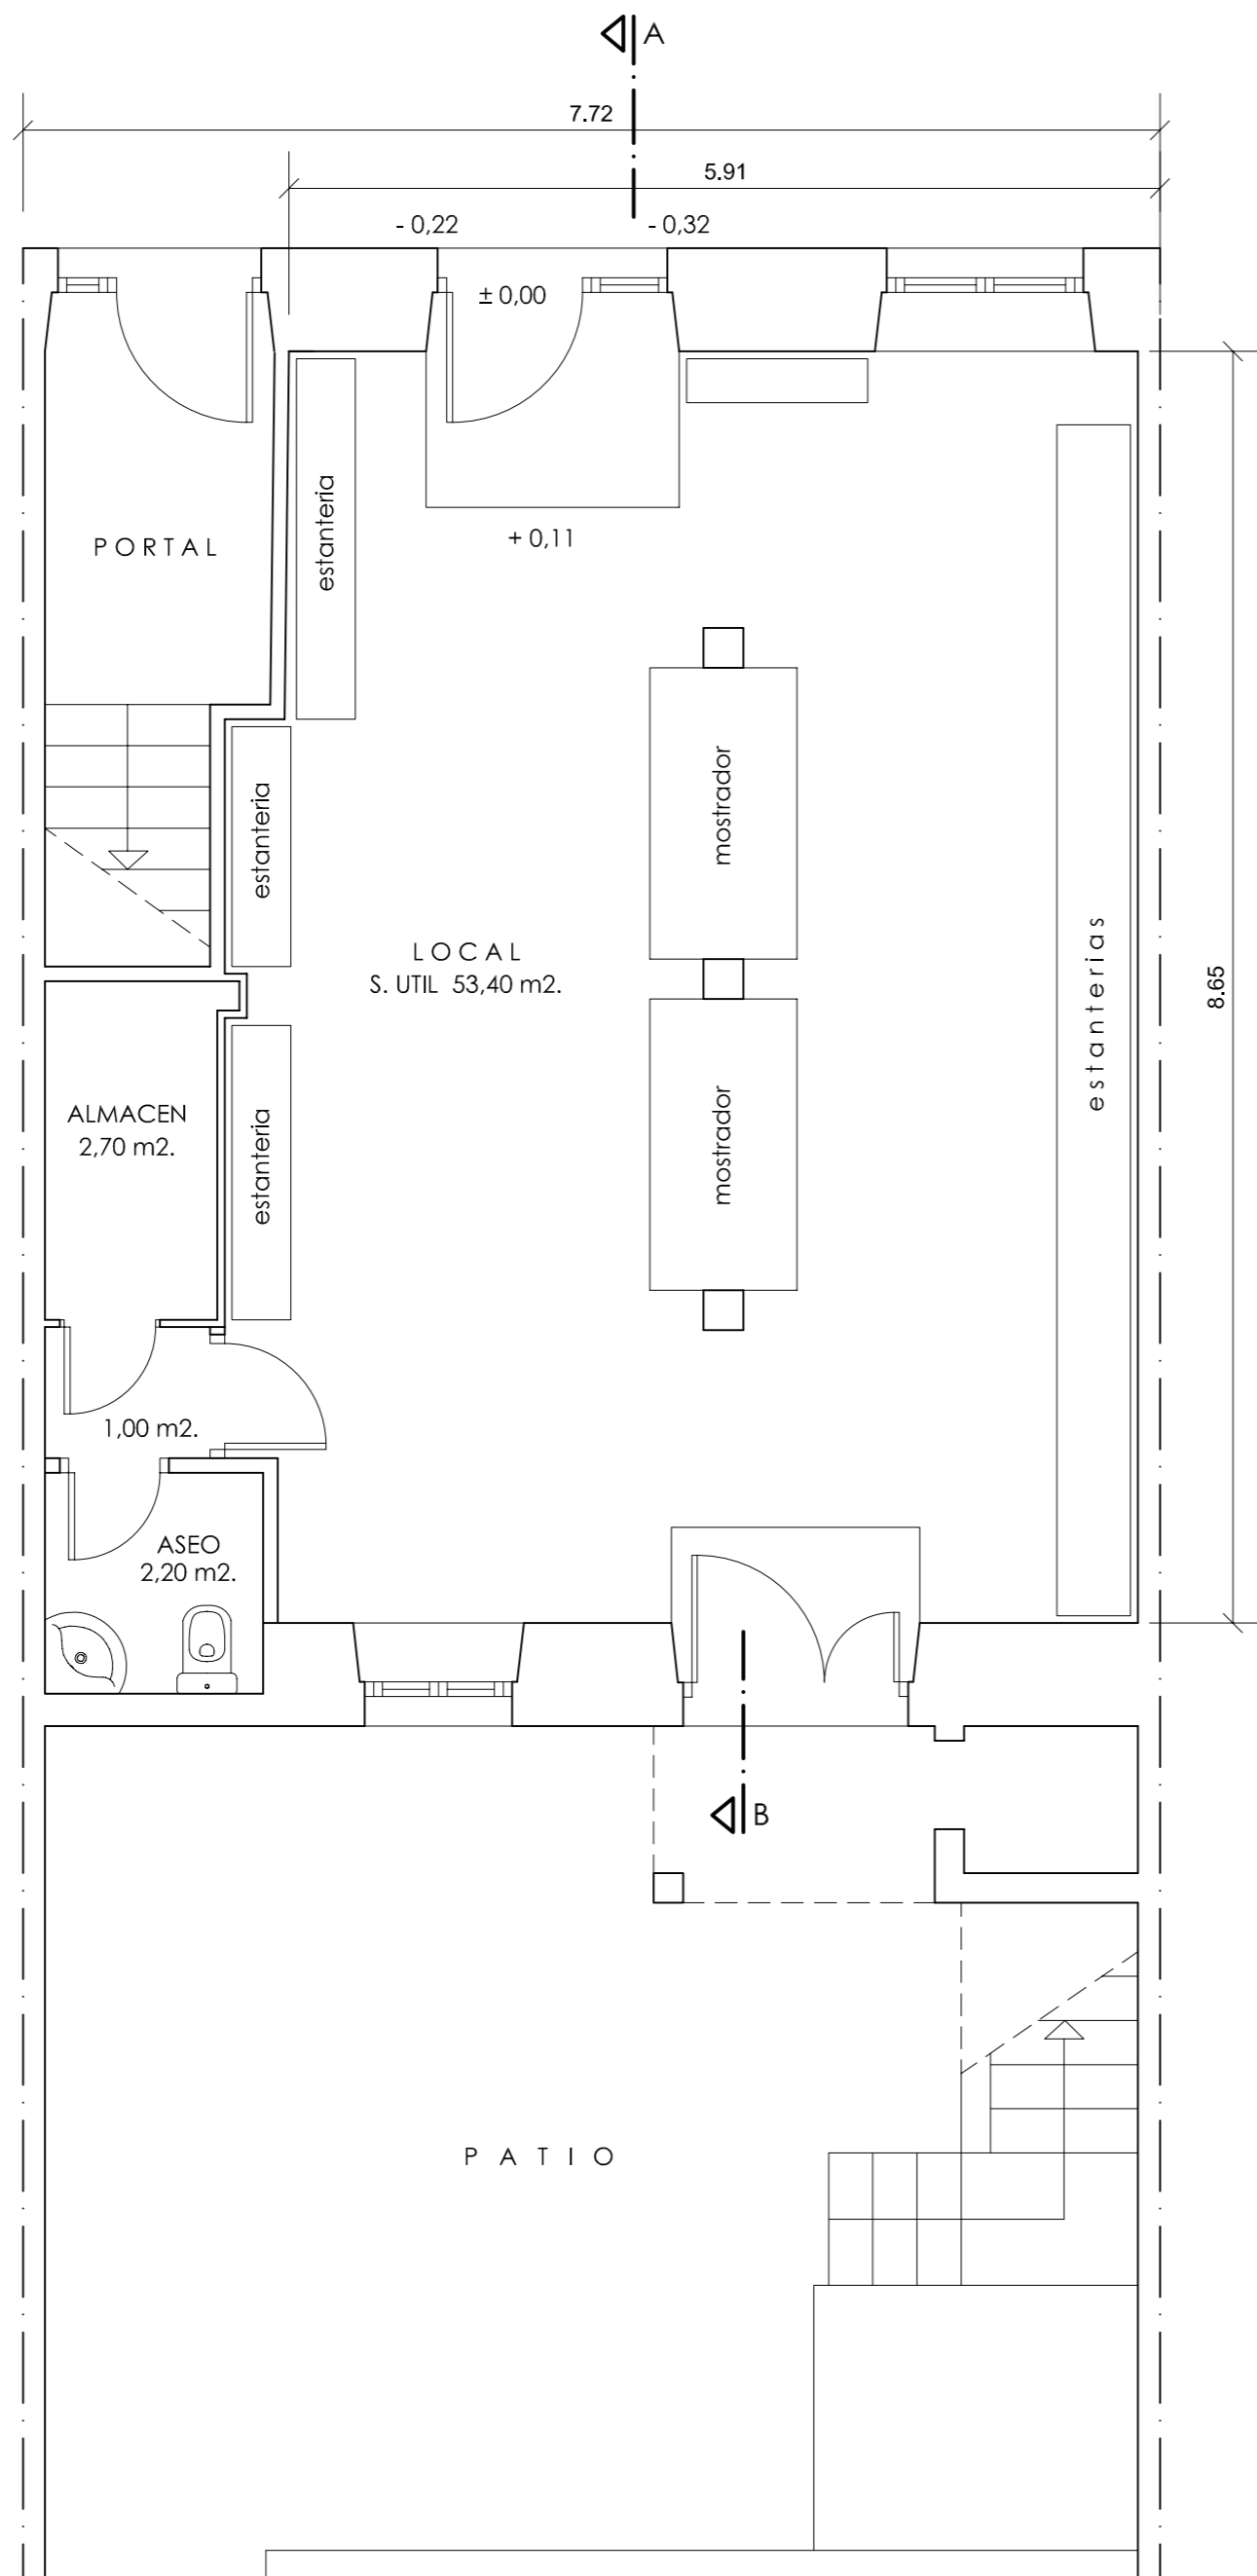 A
7.72
5.91
- 0,22
- 0,32
± 0,00
estanteria
PORTAL
+ 0,11
estanteria
mostrador
LOCAL
S. UTIL 53,40 m2.
estanterias
8.65
ALMACEN
2,70 m2.
estanteria
mostrador
1,00 m2.
ASEO
2,20 m2.
B
PATIO